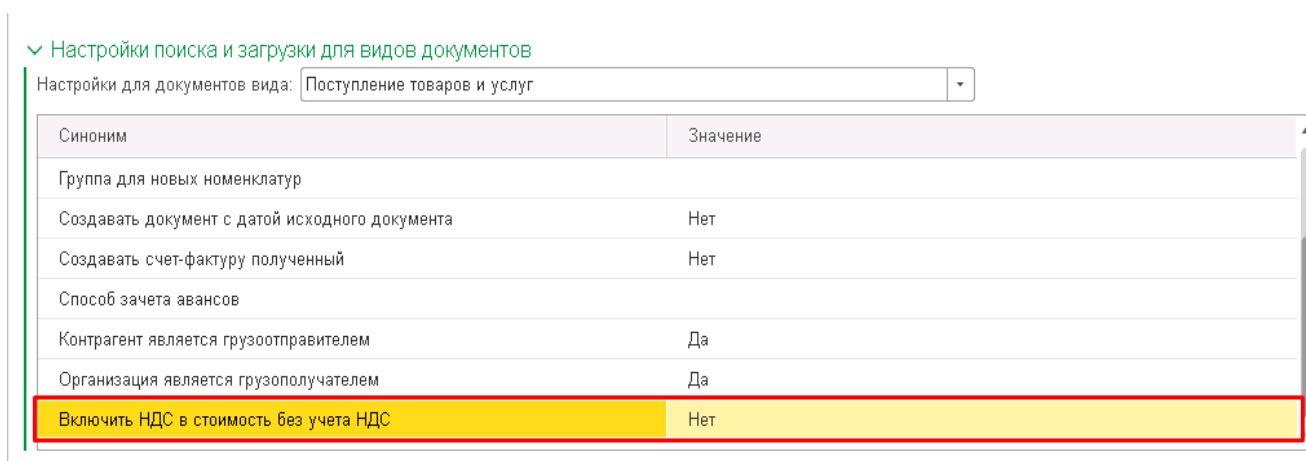 Настройки поиска и загрузки для видов документов
Настройки для документов вида: Поступление товаров и услуг
Синоним Значение
Группа для новых номенклатур
Создавать документ с датой исходного документа Нет
Создавать счет-фактуру полученный Нет
Способ зачета авансов
Контрагент является грузоотправителем Да
Организация является грузополучателем Да
Включить НДС в стоимость без учета НДС Нет